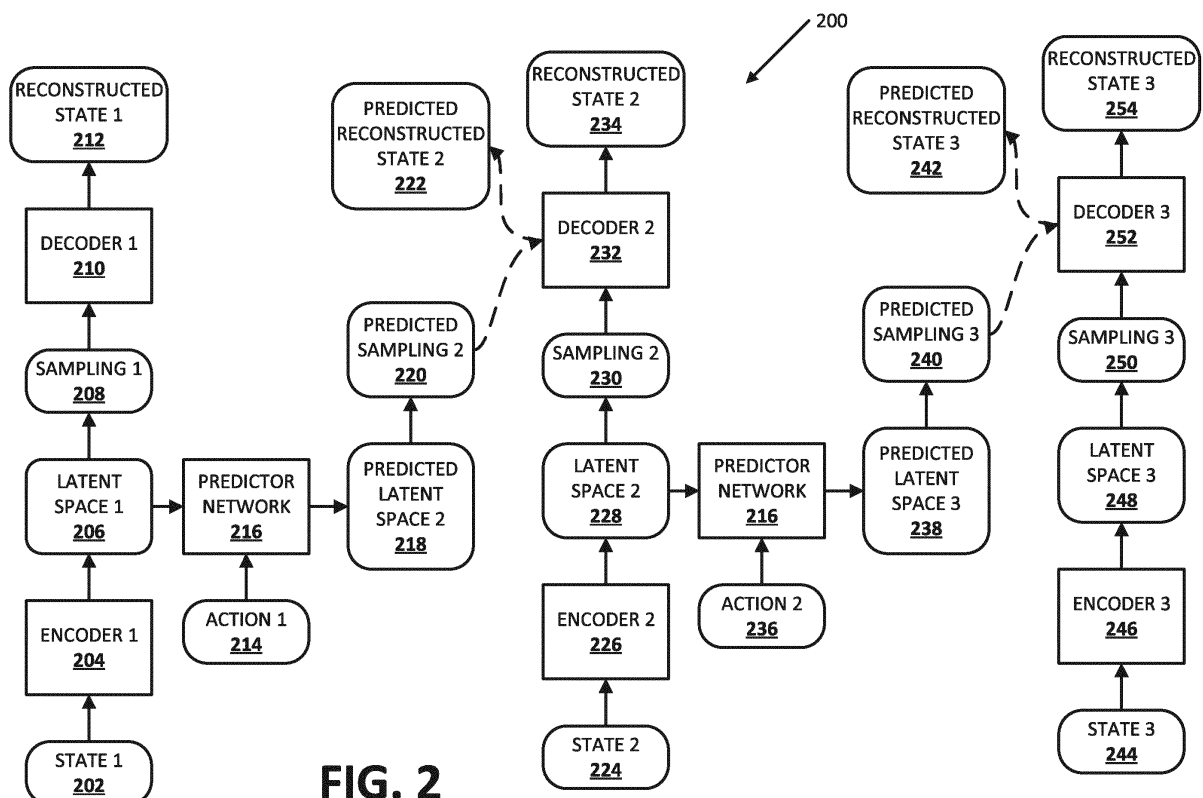 200
RECONSTRUCTED
STATE 1
212
DECODER 1
210
SAMPLING 1
208
LATENT
SPACE 1
206
ENCODER 1
204
STATE 1
202
PREDICTOR
NETWORK
216
ACTION 1
214
PREDICTED
RECONSTRUCTED
STATE 2
222
PREDICTED
SAMPLING 2
220
PREDICTED
LATENT
SPACE 2
218
RECONSTRUCTED
STATE 2
234
DECODER 2
232
SAMPLING 2
230
LATENT
SPACE 2
228
ENCODER 2
226
STATE 2
224
PREDICTOR
NETWORK
216
ACTION 2
236
PREDICTED
RECONSTRUCTED
STATE 3
242
PREDICTED
SAMPLING 3
240
PREDICTED
LATENT
SPACE 3
238
RECONSTRUCTED
STATE 3
254
DECODER 3
252
SAMPLING 3
250
LATENT
SPACE 3
248
ENCODER 3
246
STATE 3
244
FIG. 2